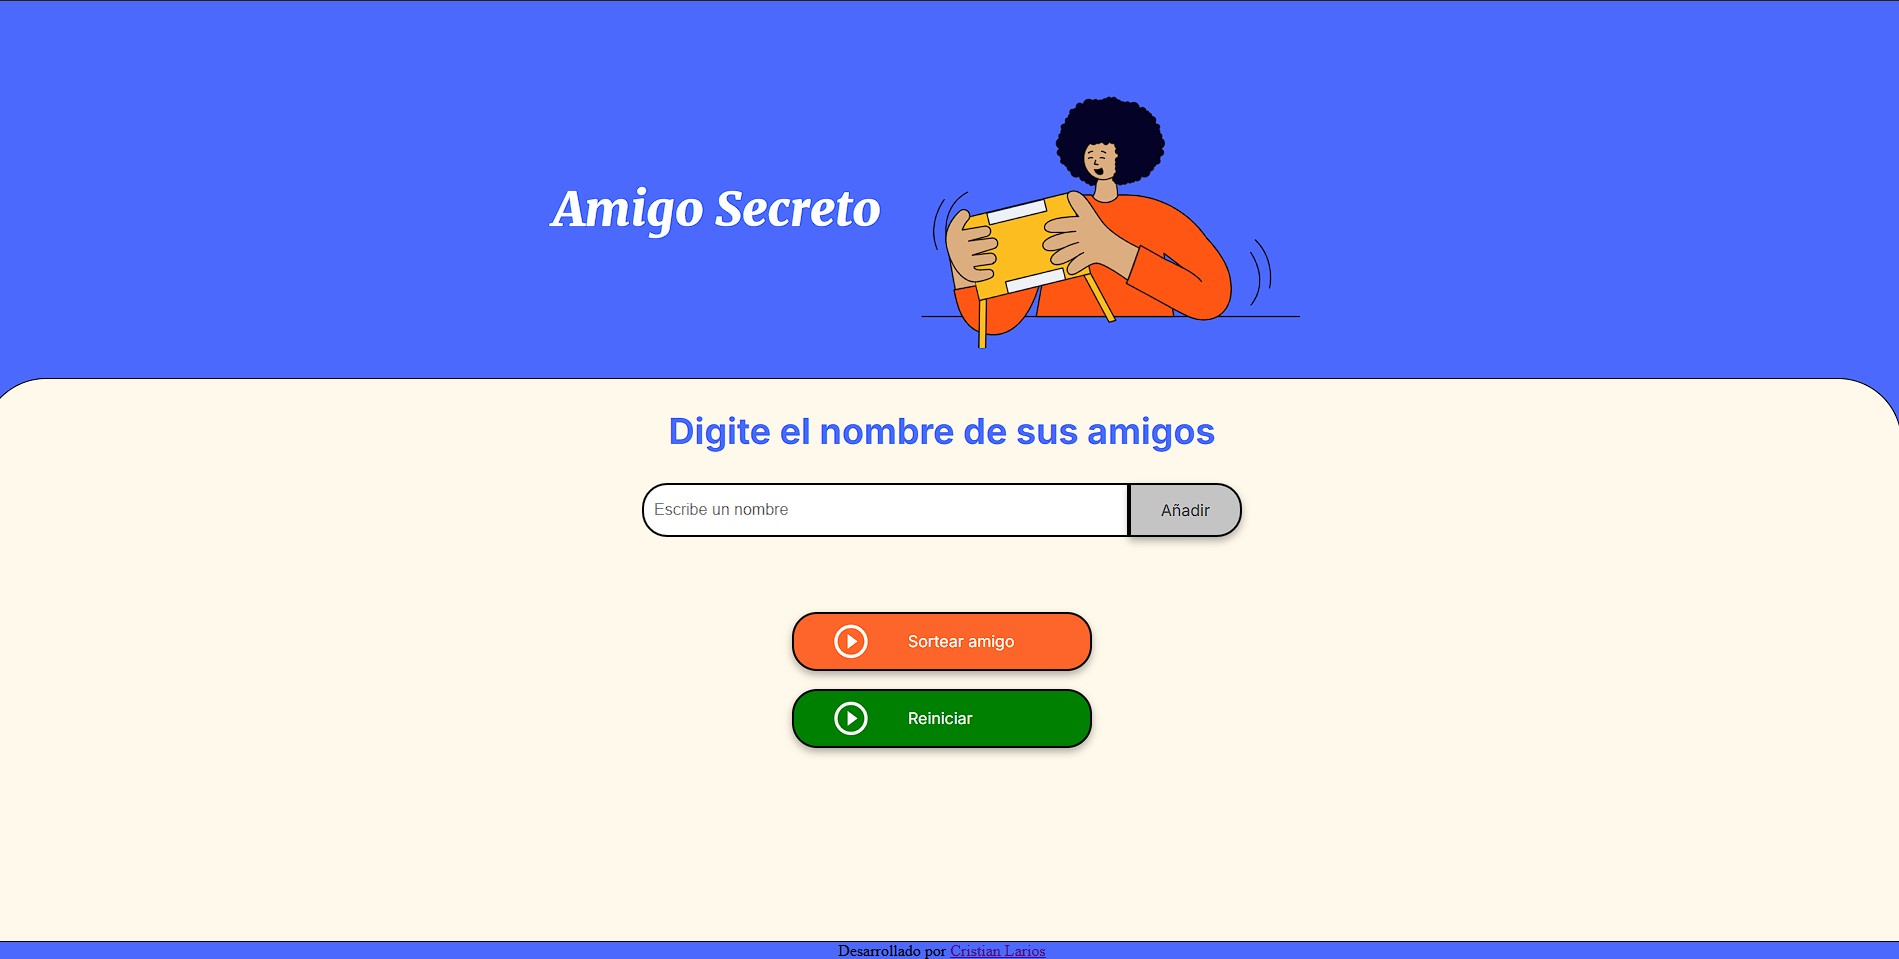 Amigo Secreto
Digite el nombre de sus amigos
Escribe un nombre
Añadir
Sortear amigo
Reiniciar
Desarrollado por Cristian Larios